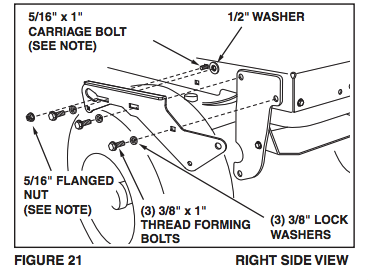 5/16" x 1"
CARRIAGE BOLT
(SEE NOTE)
1/2" WASHER
5/16" FLANGED
NUT
(SEE NOTE)
(3) 3/8" x 1"
THREAD FORMING
BOLTS
(3) 3/8" LOCK
WASHERS
FIGURE 21
RIGHT SIDE VIEW